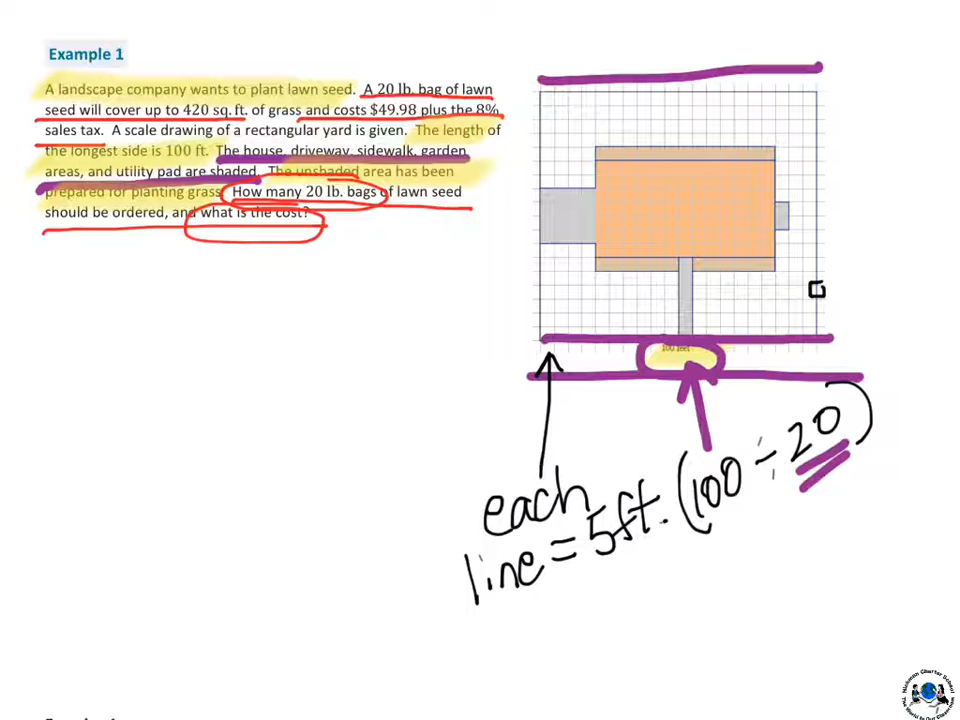 Example 1
A landscape company wants to plant lawn seed. A 20 lb. bag of lawn
seed will cover up to 420 sq. ft. of grass and costs $49.98 plus the 8%
sales tax. A scale drawing of a rectangular yard is given. The length of
the longest side is 100 ft. The house, driveway, sidewalk, garden
areas, and utility pad are shaded. The unshaded area has been
prepared for planting grass. How many 20 lb. bags of lawn seed
should be ordered, and what is the cost?
100 feet
each
line = 5ft. (100 ÷ 20)